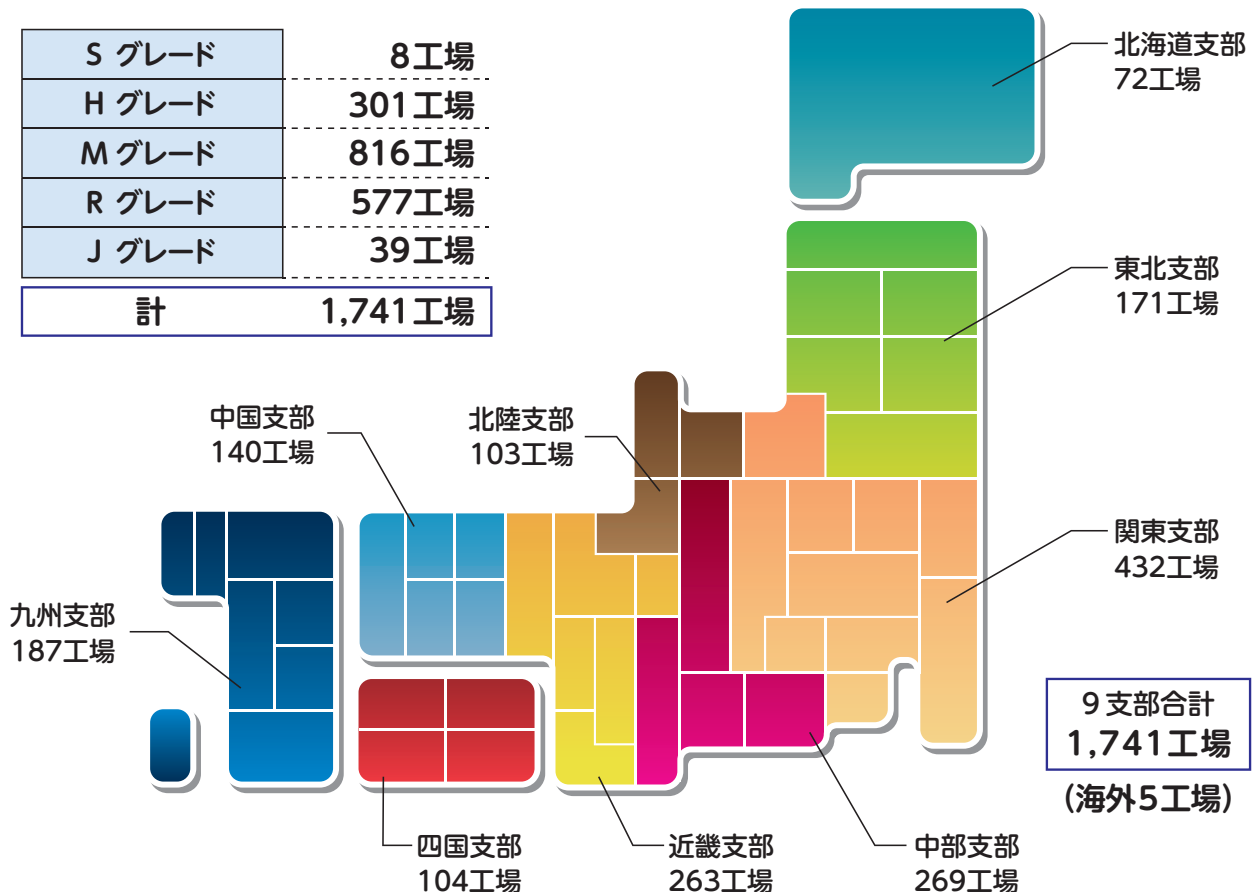 S グレード 8工場
H グレード 301工場
M グレード 816工場
R グレード 577工場
J グレード 39工場
計 1,741工場
北海道支部
72工場
東北支部
171工場
中国支部
140工場
北陸支部
103工場
関東支部
432工場
九州支部
187工場
9支部合計
1,741工場
(海外5工場)
四国支部
104工場
近畿支部
263工場
中部支部
269工場